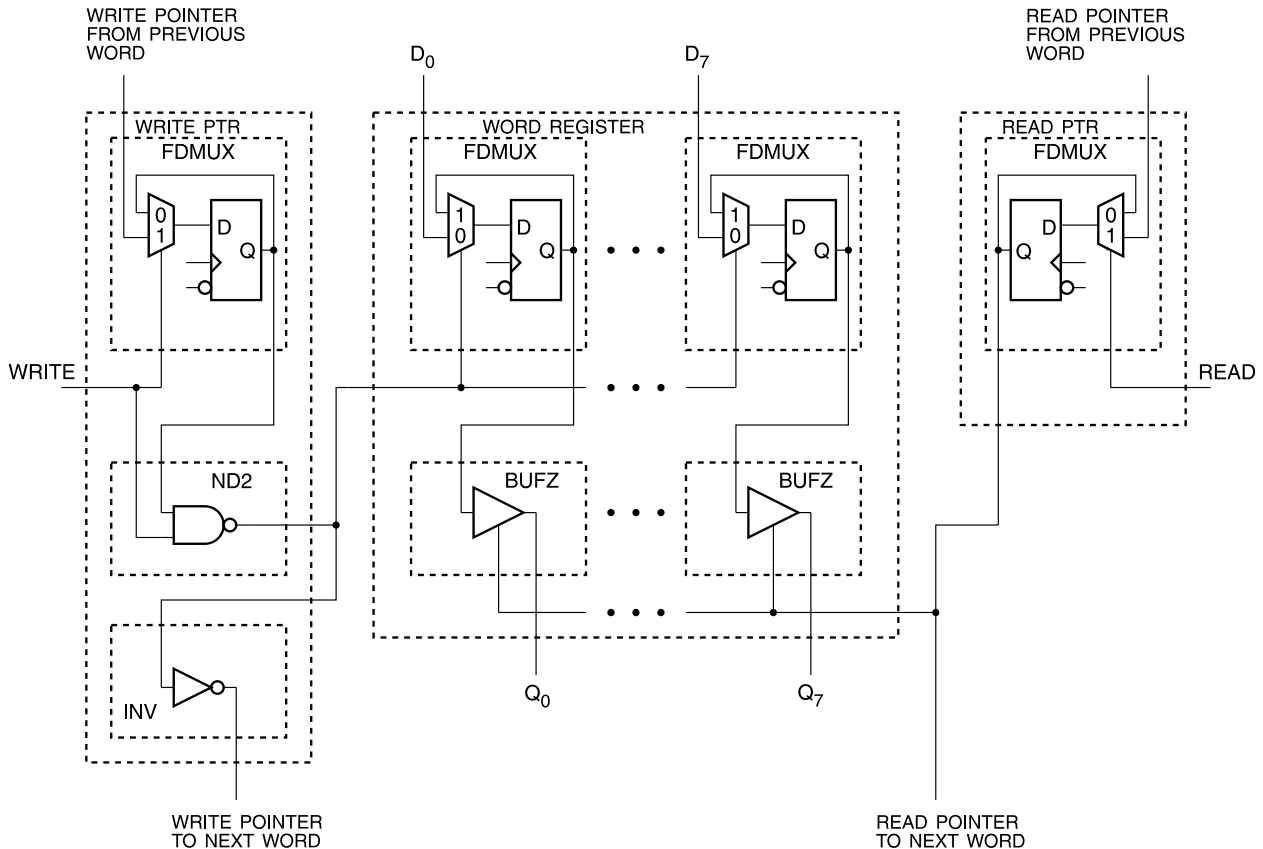 WRITE POINTER
FROM PREVIOUS
WORD
READ POINTER
FROM PREVIOUS
WORD
D0
D7
WRITE PTR
WORD REGISTER
READ PTR
FDMUX
FDMUX
FDMUX
FDMUX
0
1
D
Q
1
0
D
Q
1
0
D
Q
D
Q
0
1
WRITE
READ
ND2
BUFZ
BUFZ
INV
Q0
Q7
WRITE POINTER
TO NEXT WORD
READ POINTER
TO NEXT WORD